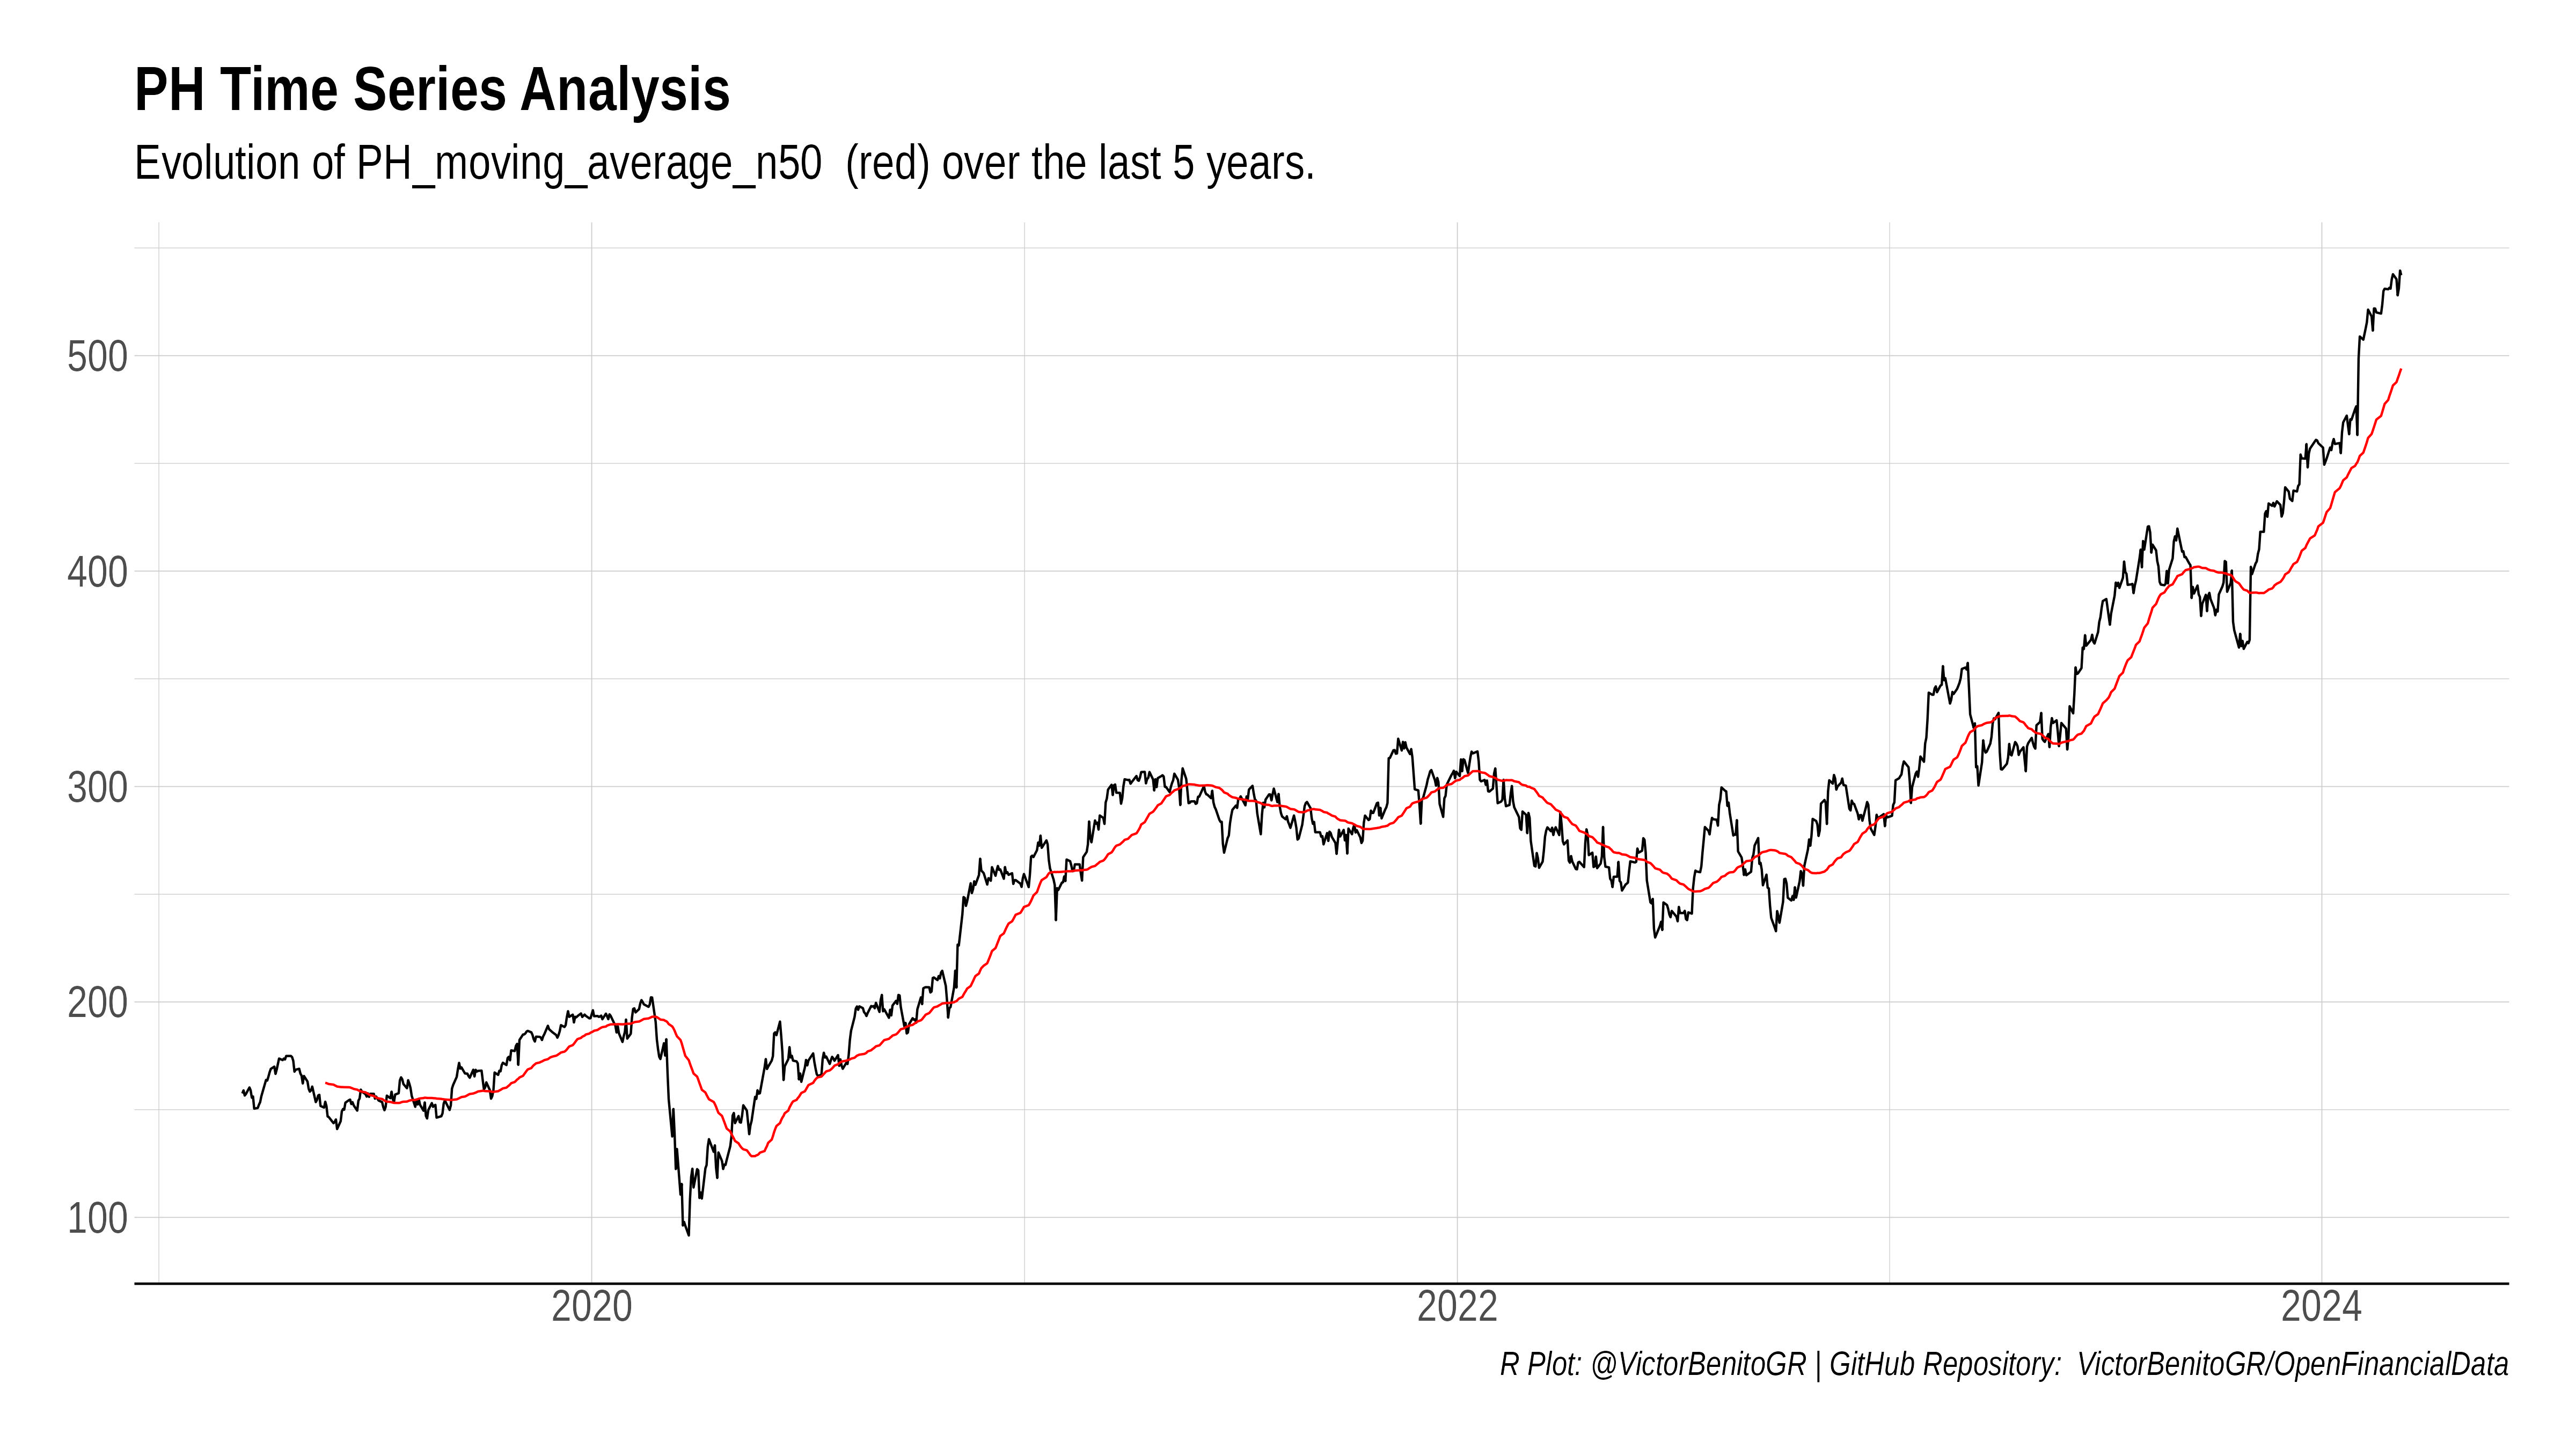 PH Time Series Analysis
Evolution of PH_moving_average_n50  (red) over the last 5 years.
500
400
300
200
100
2020 2022 2024
R Plot: @VictorBenitoGR | GitHub Repository:  VictorBenitoGR/OpenFinancialData